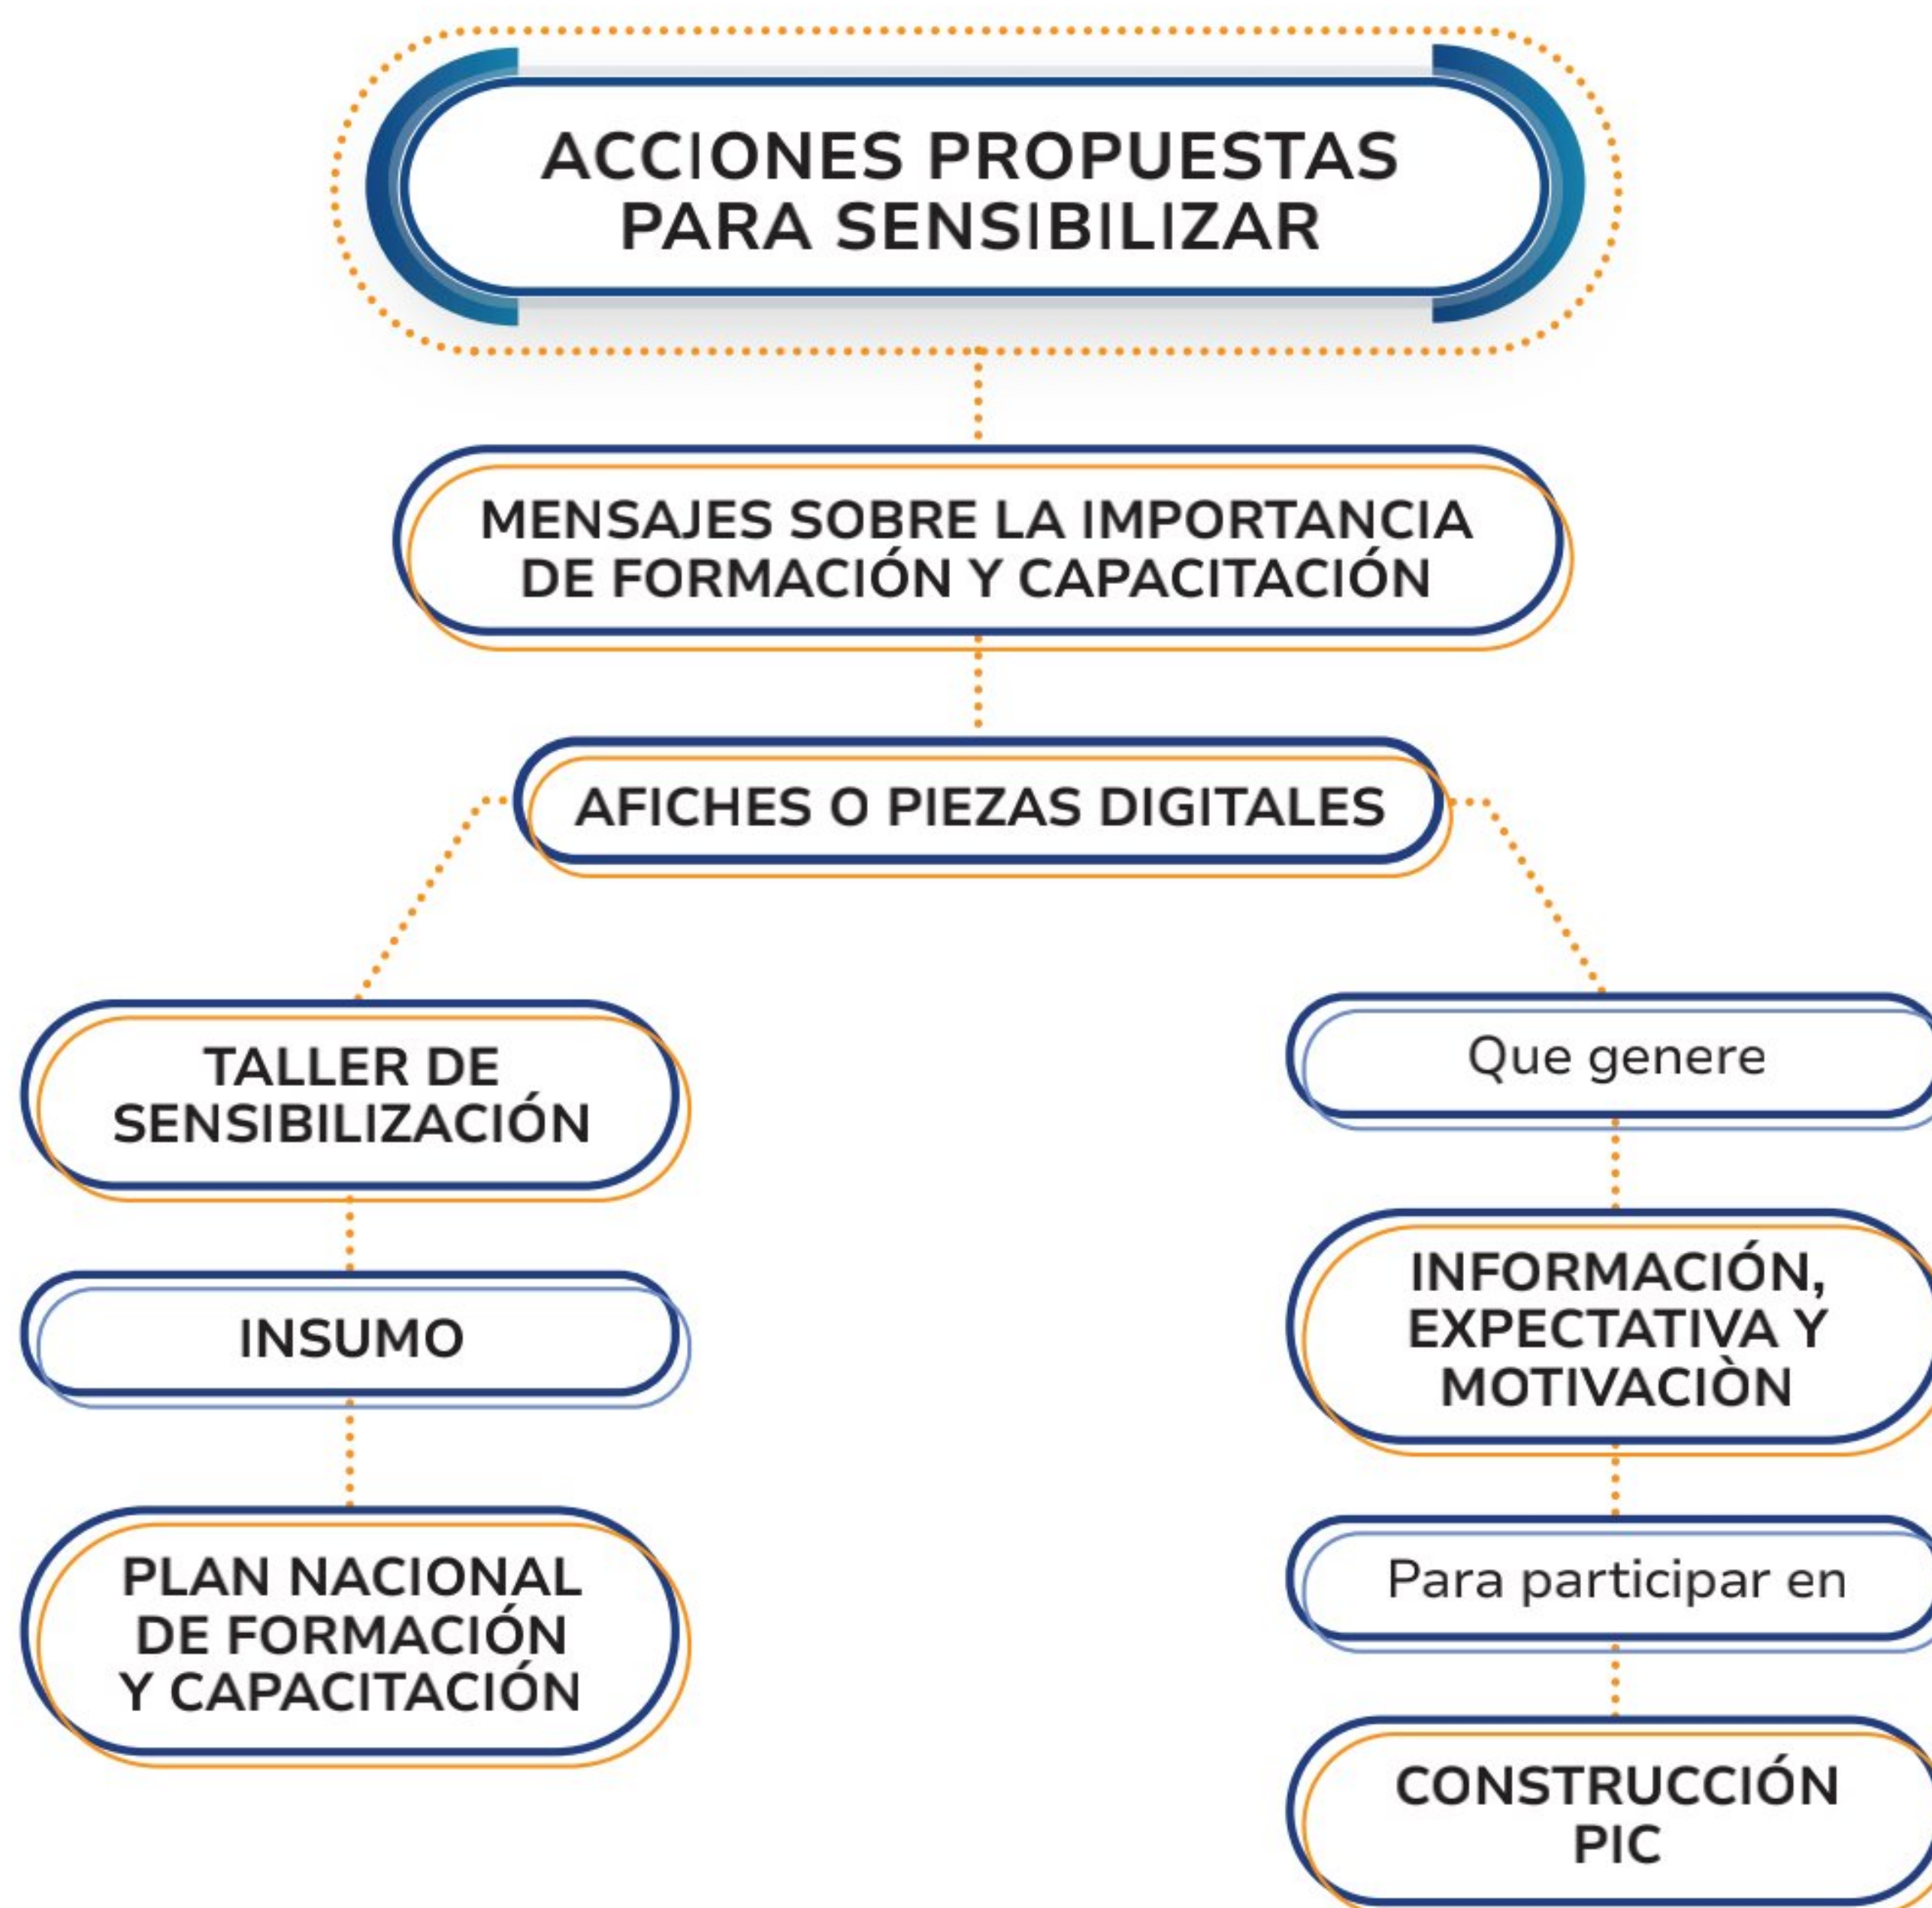 ACCIONES PROPUESTAS
PARA SENSIBILIZAR
MENSAJES SOBRE LA IMPORTANCIA
DE FORMACIÓN Y CAPACITACIÓN
AFICHES O PIEZAS DIGITALES
TALLER DE
SENSIBILIZACIÓN
INSUMO
PLAN NACIONAL
DE FORMACIÓN
Y CAPACITACIÓN
Que genere
INFORMACIÓN,
EXPECTATIVA Y
MOTIVACIÒN
Para participar en
CONSTRUCCIÓN
PIC